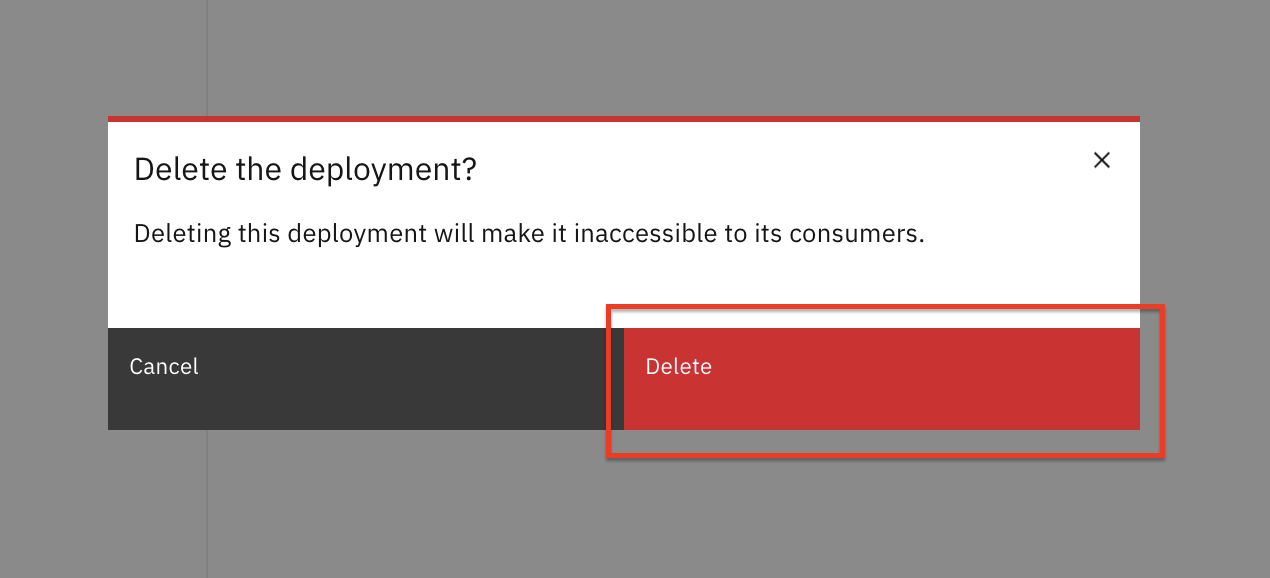 Delete the deployment?
Deleting this deployment will make it inaccessible to its consumers.
Cancel
Delete